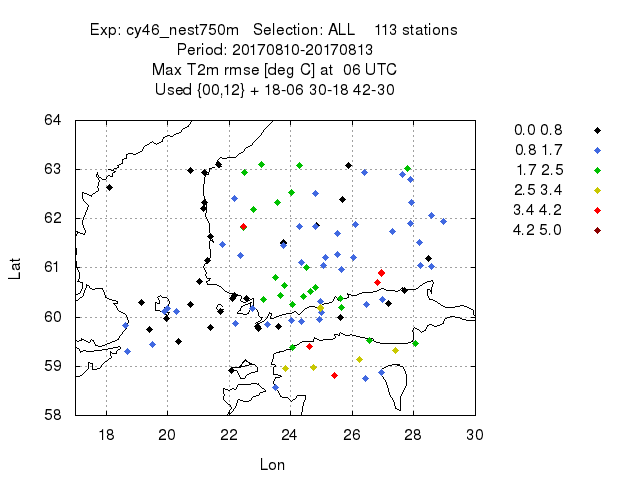 Exp: cy46_nest750m Selection: ALL 113 stations
Period: 20170810-20170813
Max T2m rmse [deg C] at 06 UTC
Used {00,12} + 18-06 30-18 42-30
64
63
62
61
60
59
58
Lat
18 20 22 24 26 28 30
Lon
0.0 0.8
0.8 1.7
1.7 2.5
2.5 3.4
3.4 4.2
4.2 5.0